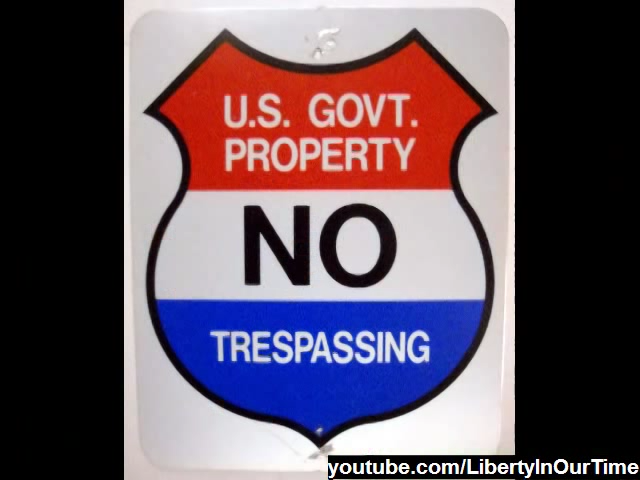 U.S. GOVT.
PROPERTY
NO
TRESPASSING
youtube.com/LibertyInOurTime